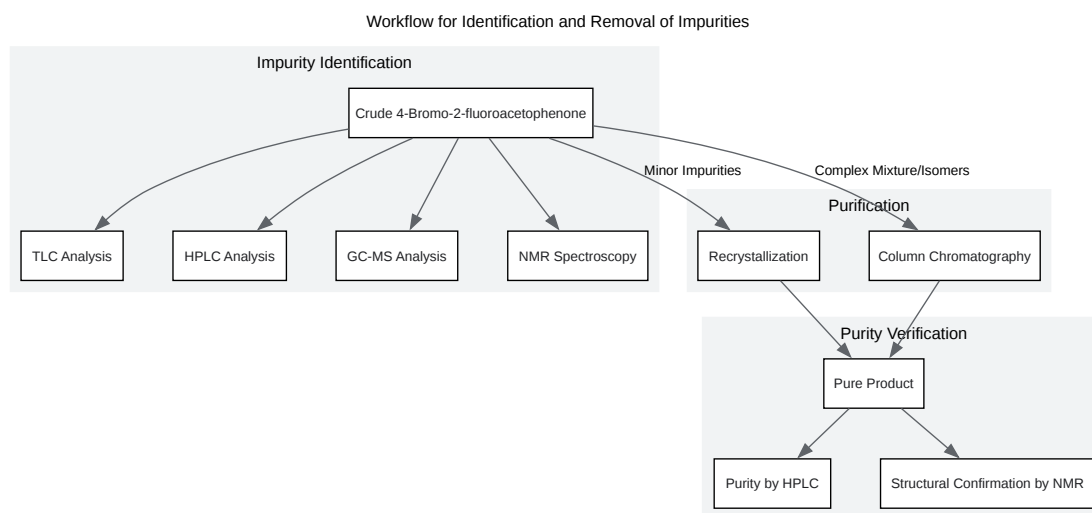 Workflow for Identification and Removal of Impurities
Impurity Identification
Crude 4-Bromo-2-fluoroacetophenone
Minor Impurities
Complex Mixture/Isomers
Purification
TLC Analysis
HPLC Analysis
GC-MS Analysis
NMR Spectroscopy
Recrystallization
Column Chromatography
Purity Verification
Pure Product
Purity by HPLC
Structural Confirmation by NMR